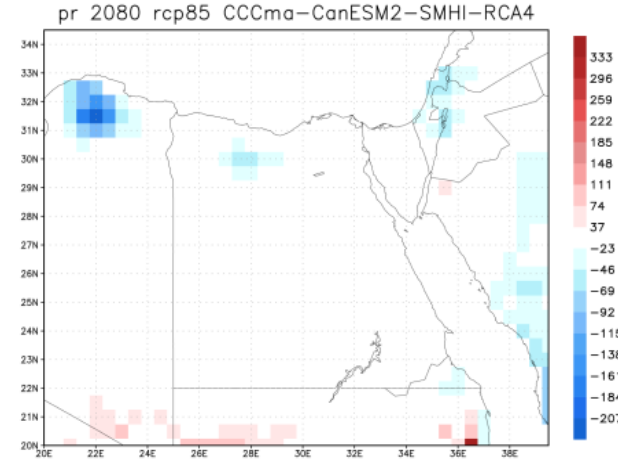 pr 2080 rcp85 CCCma-CanESM2-SMHI-RCA4
34N
33N
32N
31N
30N
29N
28N
27N
26N
25N
24N
23N
22N
21N
20N
20E 22E 24E 26E 28E 30E 32E 34E 36E 38E
333
296
259
222
185
148
111
74
37
-23
-46
-69
-92
-115
-138
-161
-184
-207